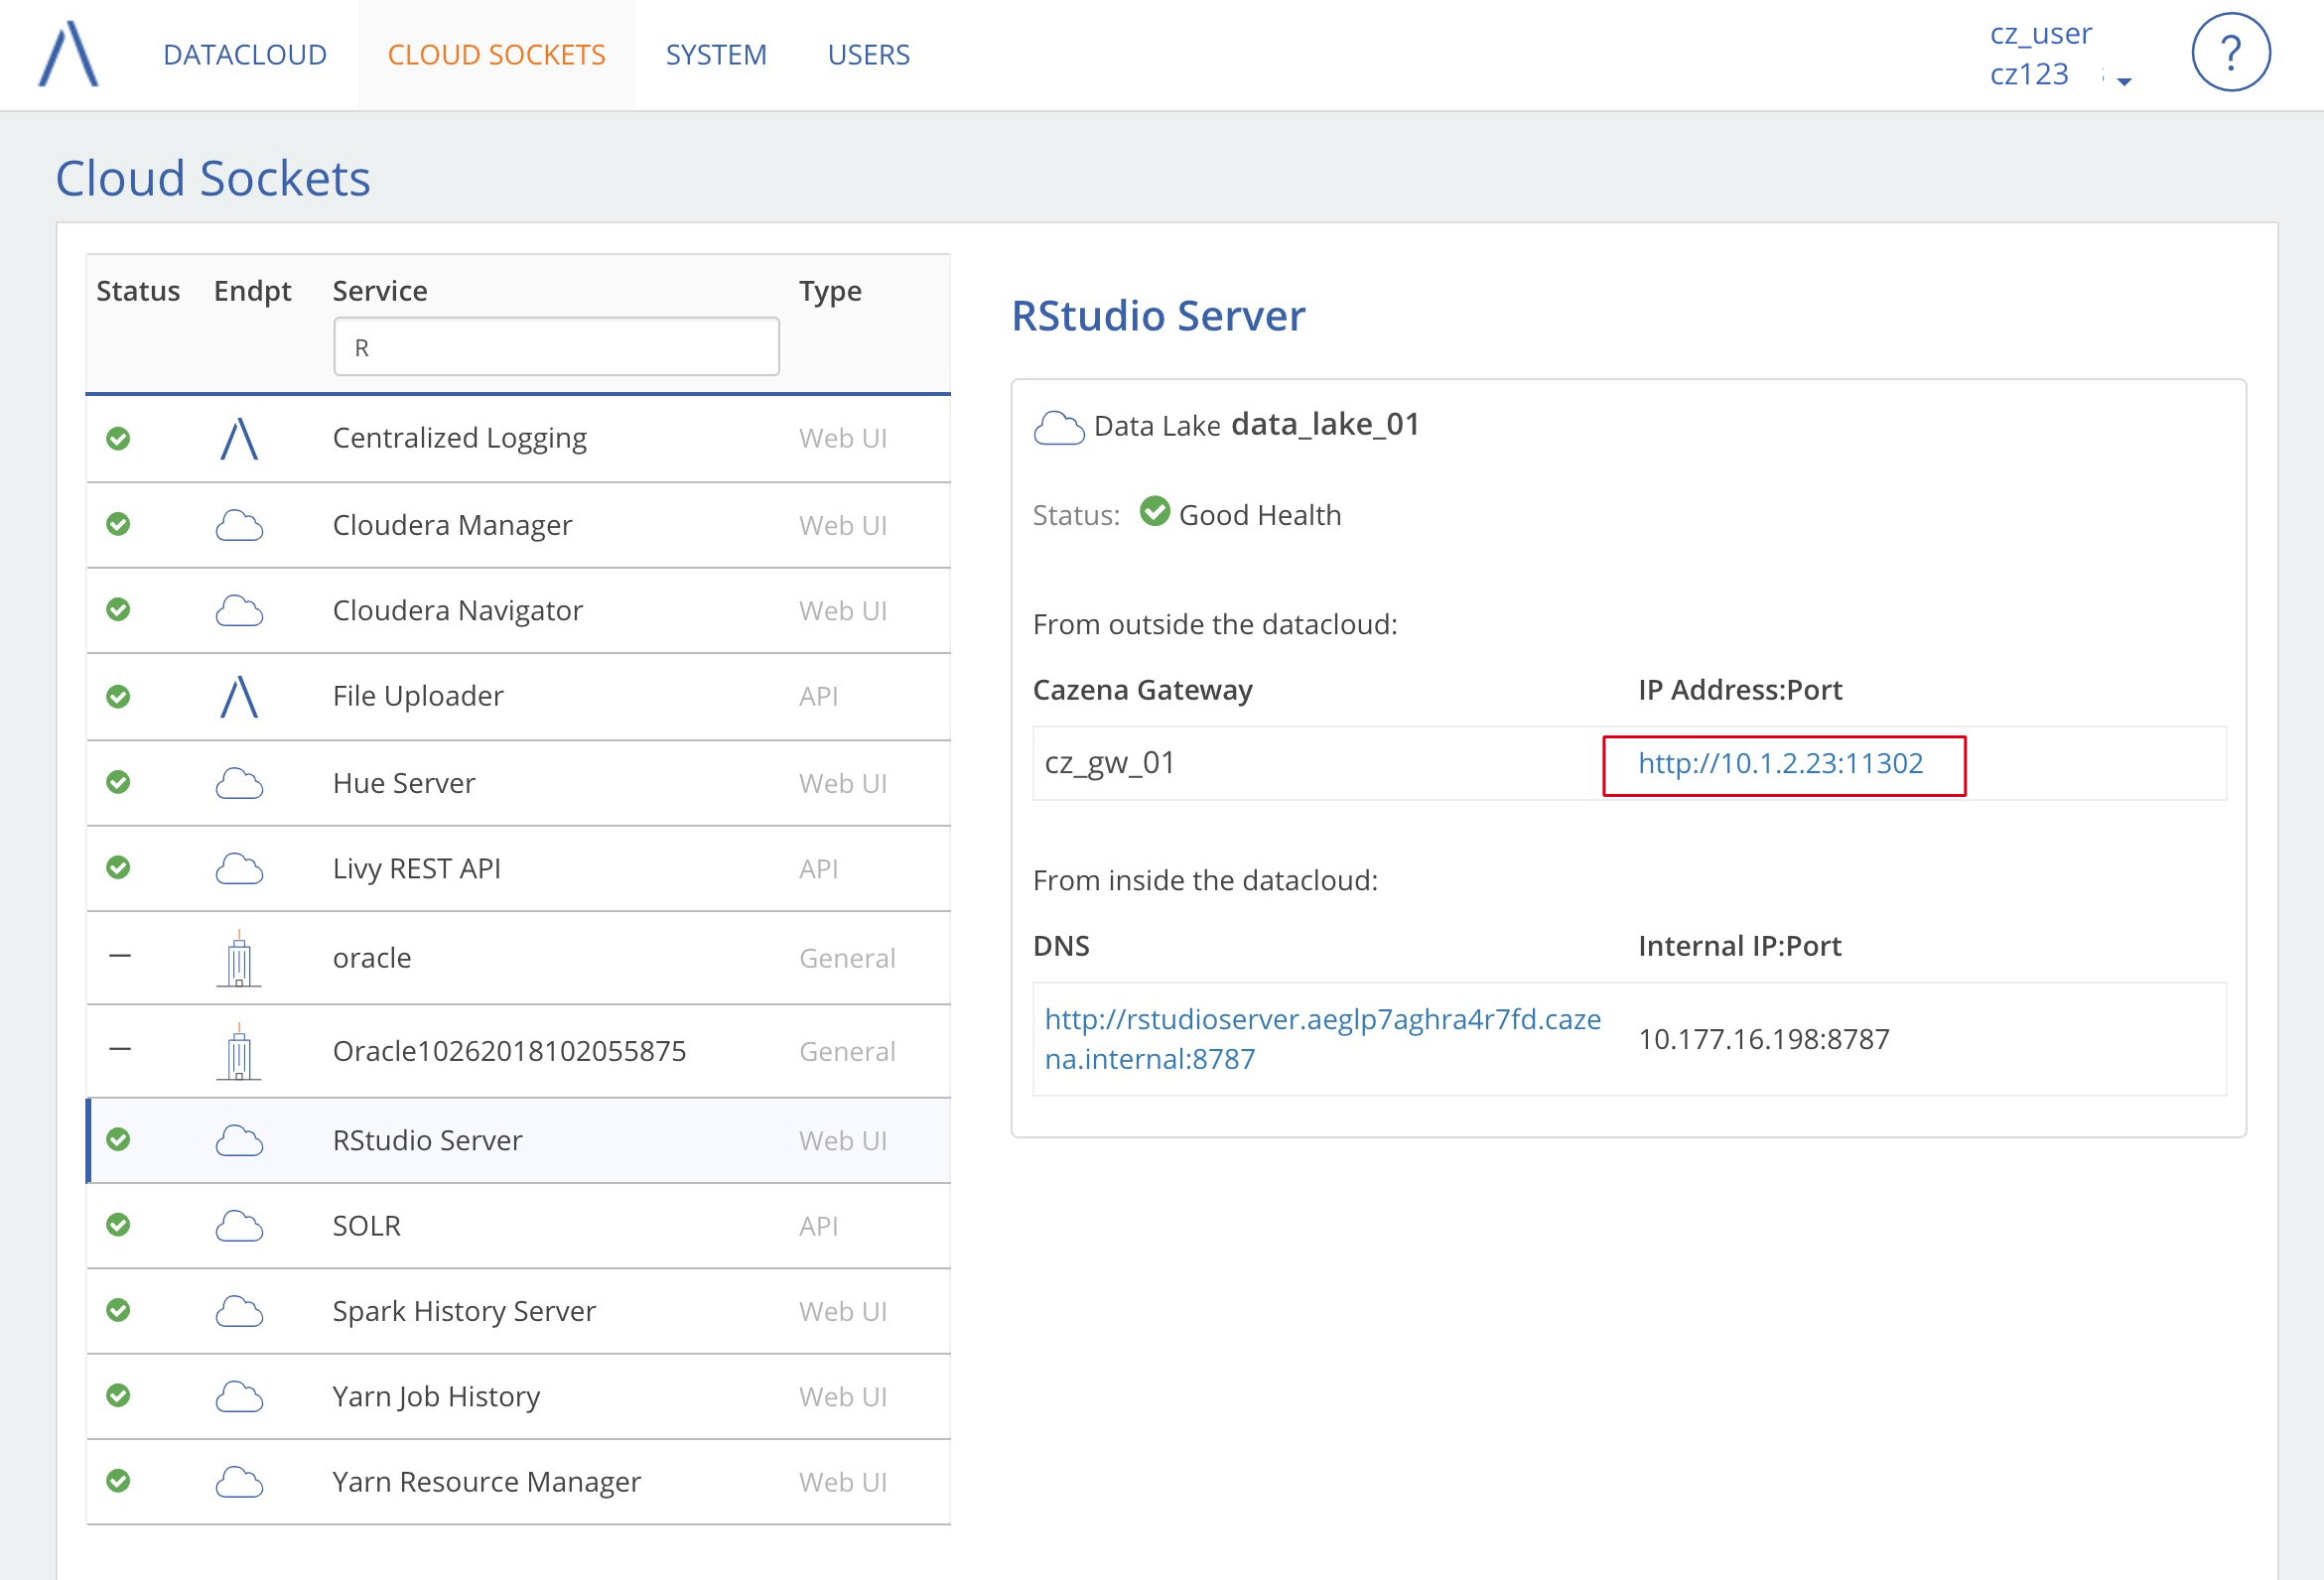 DATACLOUD CLOUD SOCKETS SYSTEM USERS
cz_user
cz123
?
Cloud Sockets
Status Endpt Service Type
R
Centralized Logging Web UI
Cloudera Manager Web UI
Cloudera Navigator Web UI
File Uploader API
Hue Server Web UI
Livy REST API API
oracle General
Oracle10262018102055875 General
RStudio Server Web UI
SOLR API
Spark History Server Web UI
Yarn Job History Web UI
Yarn Resource Manager Web UI
RStudio Server
Data Lake data_lake_01
Status: Good Health
From outside the datacloud:
Cazena Gateway IP Address:Port
cz_gw_01 http://10.1.2.23:11302
From inside the datacloud:
DNS Internal IP:Port
http://rstudioserver.aeglp7aghra4r7fd.caze
na.internal:8787
10.177.16.198:8787